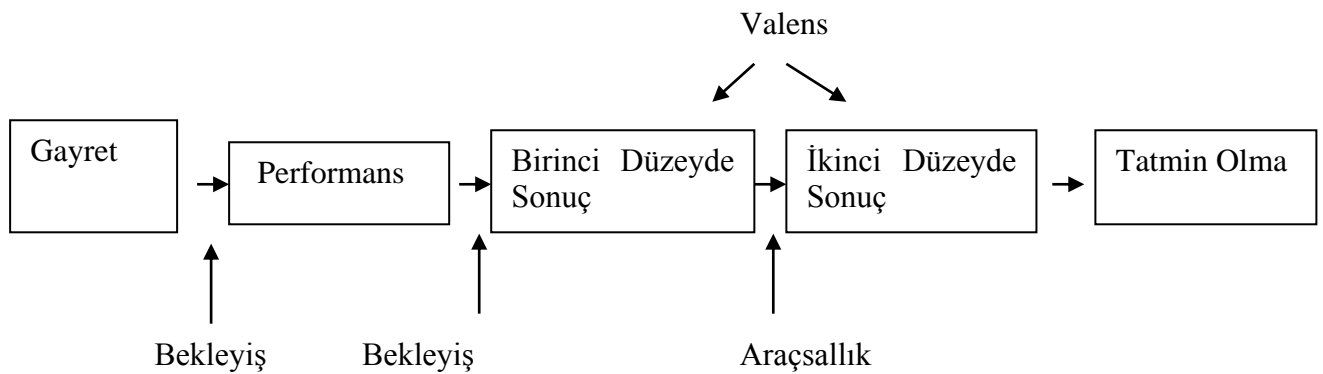 Valens
Gayret
Performans
Birinci Düzeyde
Sonuç
İkinci Düzeyde
Sonuç
Tatmin Olma
Bekleyiş
Bekleyiş
Araçsallık